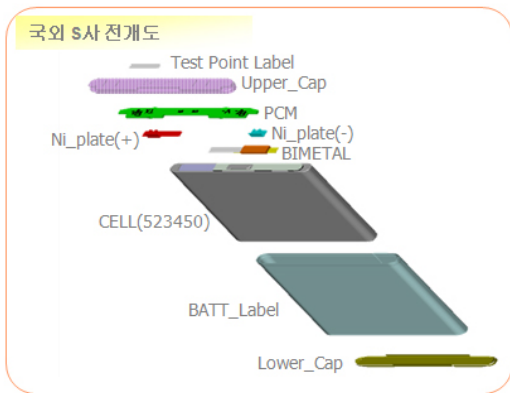 국외 S사 전개도
Test Point Label
Upper_Cap
PCM
Ni_plate(+)
Ni_plate(-)
BIMETAL
CELL(523450)
BATT_Label
Lower_Cap